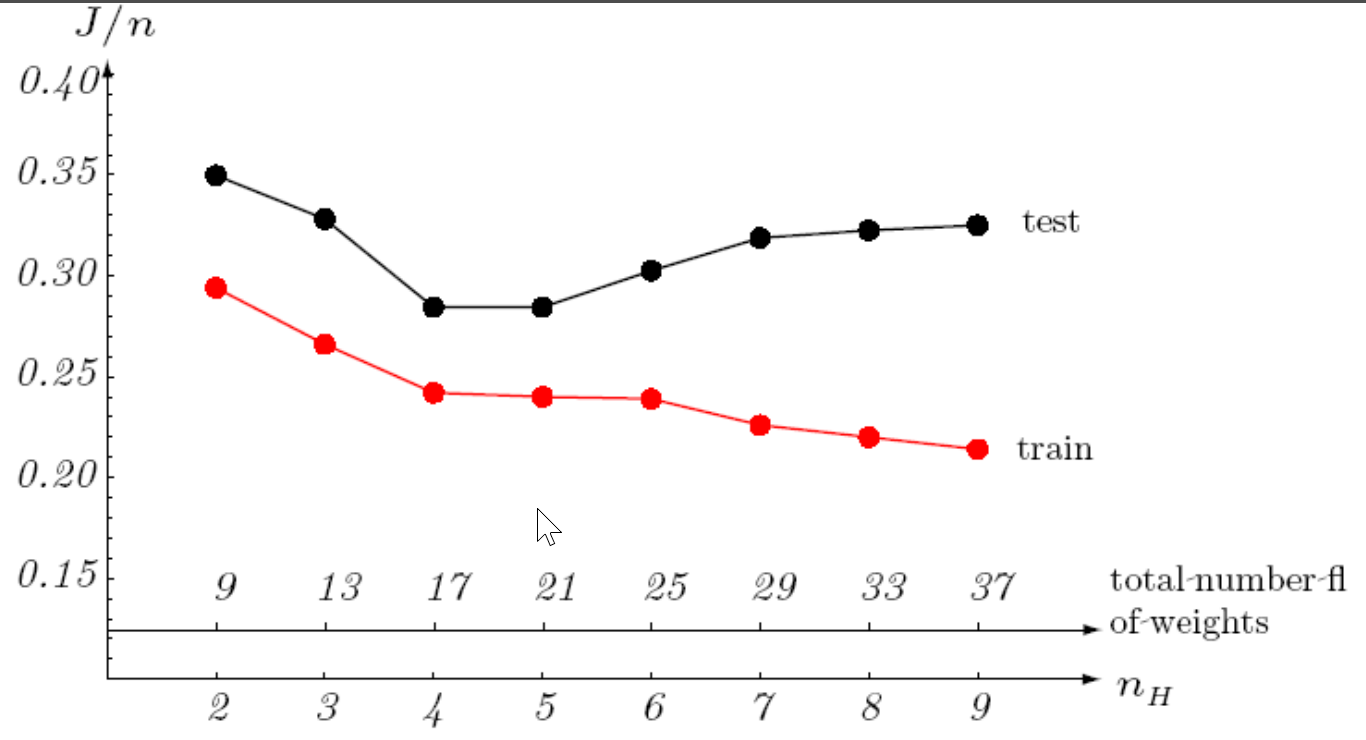 J/n
0.40
0.35
test
0.30
0.25
train
0.20
0.15
9 13 17 21 25 29 33 37
total-number-fl
of-weights
2 3 4 5 6 7 8 9
n_H